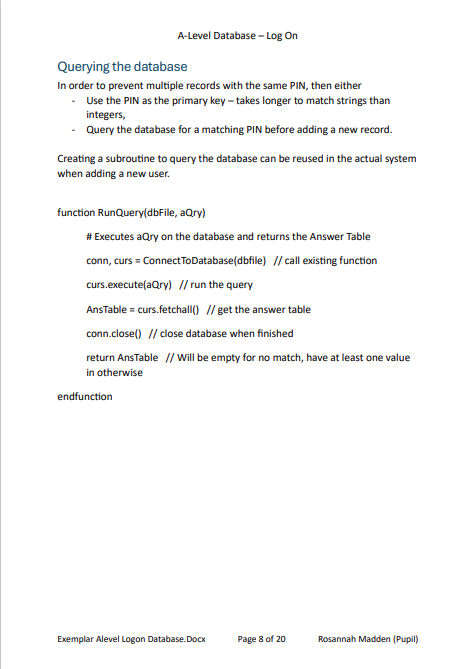 A-Level Database – Log On
Querying the database
In order to prevent multiple records with the same PIN, then either
- Use the PIN as the primary key – takes longer to match strings than
integers,
- Query the database for a matching PIN before adding a new record.
Creating a subroutine to query the database can be reused in the actual system
when adding a new user.
function RunQuery(dbFile, aQry)
# Executes aQry on the database and returns the Answer Table
conn, curs = ConnectToDatabase(dbfile) // call existing function
curs.execute(aQry) // run the query
AnsTable = curs.fetchall() // get the answer table
conn.close() // close database when finished
return AnsTable // Will be empty for no match, have at least one value
in otherwise
endfunction
Exemplar Alevel Logon Database.Docx Page 8 of 20 Rosannah Madden (Pupil)